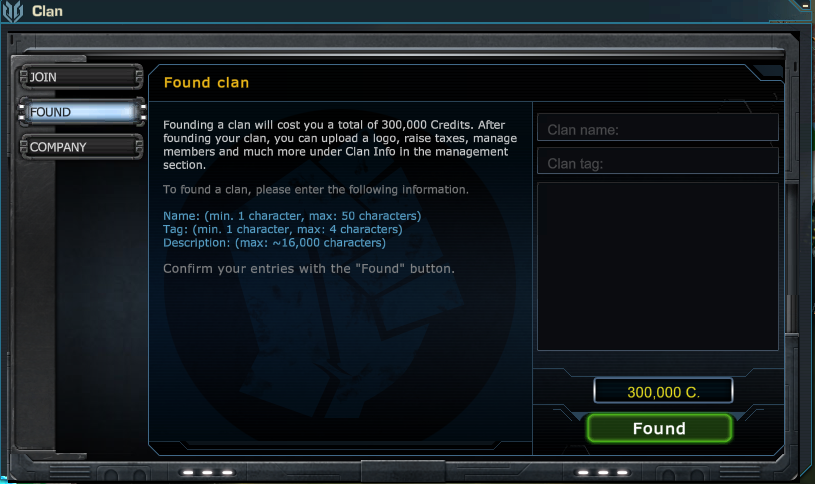 Clan
JOIN
FOUND
COMPANY
Found clan
Founding a clan will cost you a total of 300,000 Credits. After
founding your clan, you can upload a logo, raise taxes, manage
members and much more under Clan Info in the management
section.
To found a clan, please enter the following information.
Name: (min. 1 character, max: 50 characters)
Tag: (min. 1 character, max: 4 characters)
Description: (max: ~16,000 characters)
Confirm your entries with the "Found" button.
Clan name:
Clan tag:
300,000 C.
Found